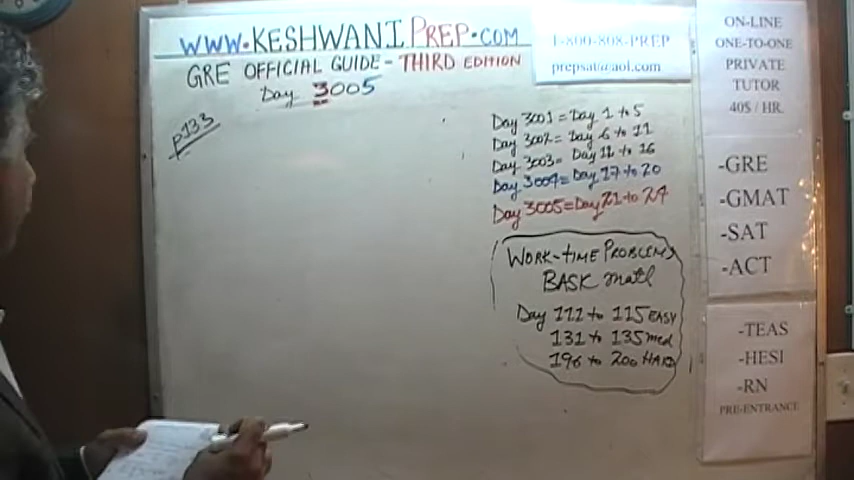 WWW.KESHWANIPREP.COM
GRE OFFICIAL GUIDE - THIRD EDITION
Day 3005
p133
1-800-808-PREP
prepsat@aol.com
Day 3001 = Day 1 to 5
Day 3002 = Day 6 to 11
Day 3003 = Day 12 to 16
Day 3004 = Day 17 to 20
Day 3005 = Day 21 to 24
WORK-TIME PROBLEMS
BASIC math
Day 111 to 115 EASY
131 to 135 med
196 to 200 HARD
ON-LINE
ONE-TO-ONE
PRIVATE
TUTOR
40$ / HR.
-GRE
-GMAT
-SAT
-ACT
-TEAS
-HESI
-RN
PRE-ENTRANCE